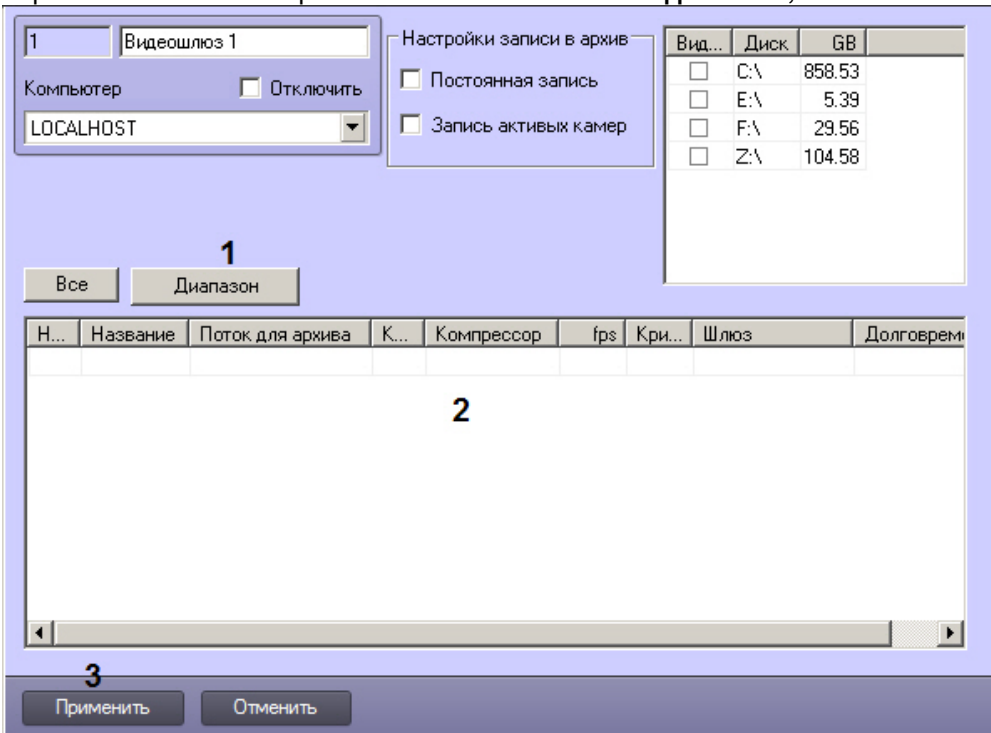 1 Видеошлюз 1
Компьютер Отключить
LOCALHOST
Настройки записи в архив
Постоянная запись
Запись активых камер
Вид... Диск GB
C:\ 858.53
E:\ 5.39
F:\ 29.56
Z:\ 104.58
1
Все Диапазон
Н... Название Поток для архива К... Компрессор fps Кри... Шлюз Долговрем
2
3
Применить Отменить